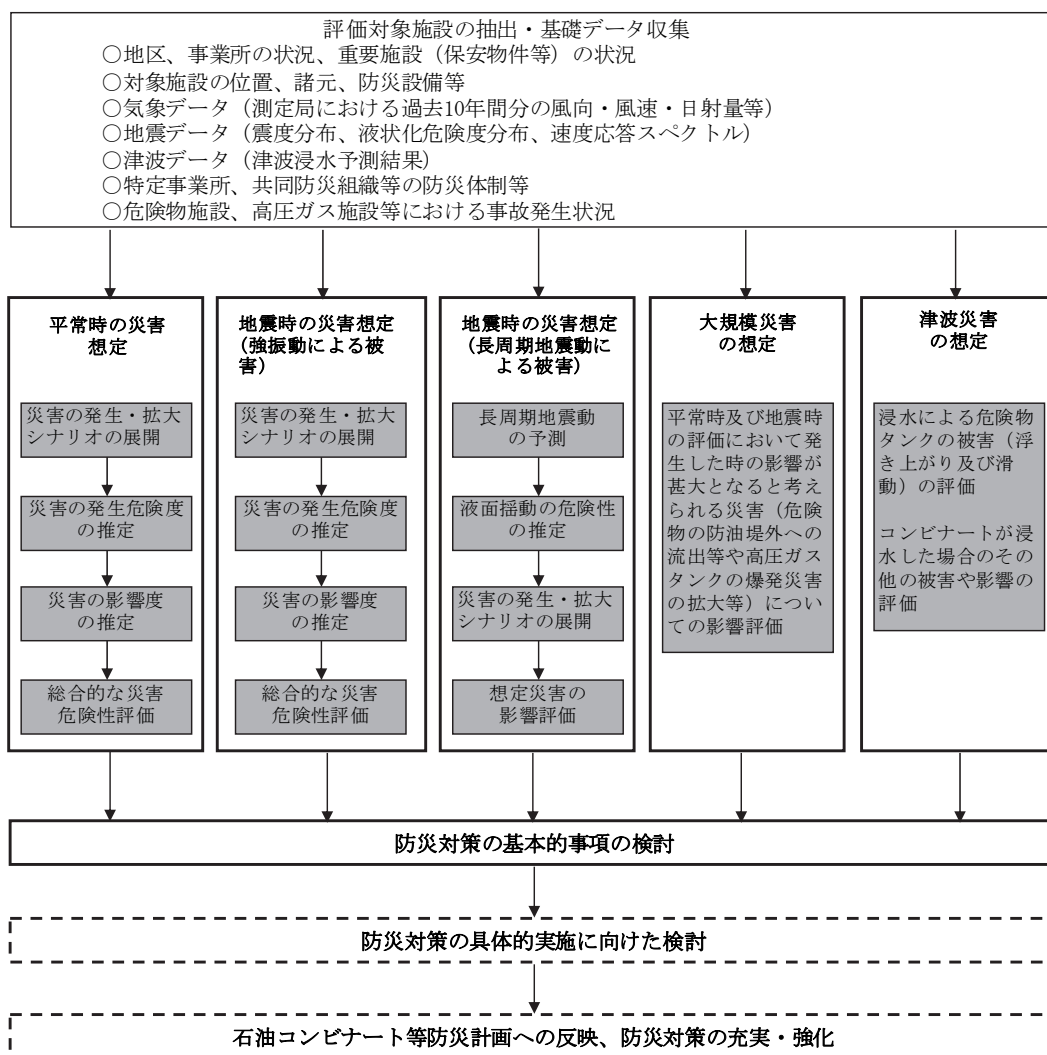 評価対象施設の抽出・基礎データ収集
○地区、事業所の状況、重要施設（保安物件等）の状況
○対象施設の位置、諸元、防災設備等
○気象データ（測定局における過去10年間分の風向・風速・日射量等）
○地震データ（震度分布、液状化危険度分布、速度応答スペクトル）
○津波データ（津波浸水予測結果）
○特定事業所、共同防災組織等の防災体制等
○危険物施設、高圧ガス施設等における事故発生状況
平常時の災害
想定
災害の発生・拡大
シナリオの展開
災害の発生危険度
の推定
災害の影響度
の推定
総合的な災害
危険性評価
地震時の災害想定
(強振動による被
害)
災害の発生・拡大
シナリオの展開
災害の発生危険度
の推定
災害の影響度
の推定
総合的な災害
危険性評価
地震時の災害想定
(長周期地震動に
よる被害)
長周期地震動
の予測
液面揺動の危険性
の推定
災害の発生・拡大
シナリオの展開
想定災害の
影響評価
大規模災害
の想定
平常時及び地震時
の評価において発
生した時の影響が
甚大となると考え
られる災害（危険
物の防油堤外への
流出等や高圧ガス
タンクの爆発災害
の拡大等）につい
ての影響評価
津波災害
の想定
浸水による危険物
タンクの被害（浮
き上がり及び滑
動）の評価
コンビナートが浸
水した場合のその
他の被害や影響の
評価
防災対策の基本的事項の検討
防災対策の具体的実施に向けた検討
石油コンビナート等防災計画への反映、防災対策の充実・強化